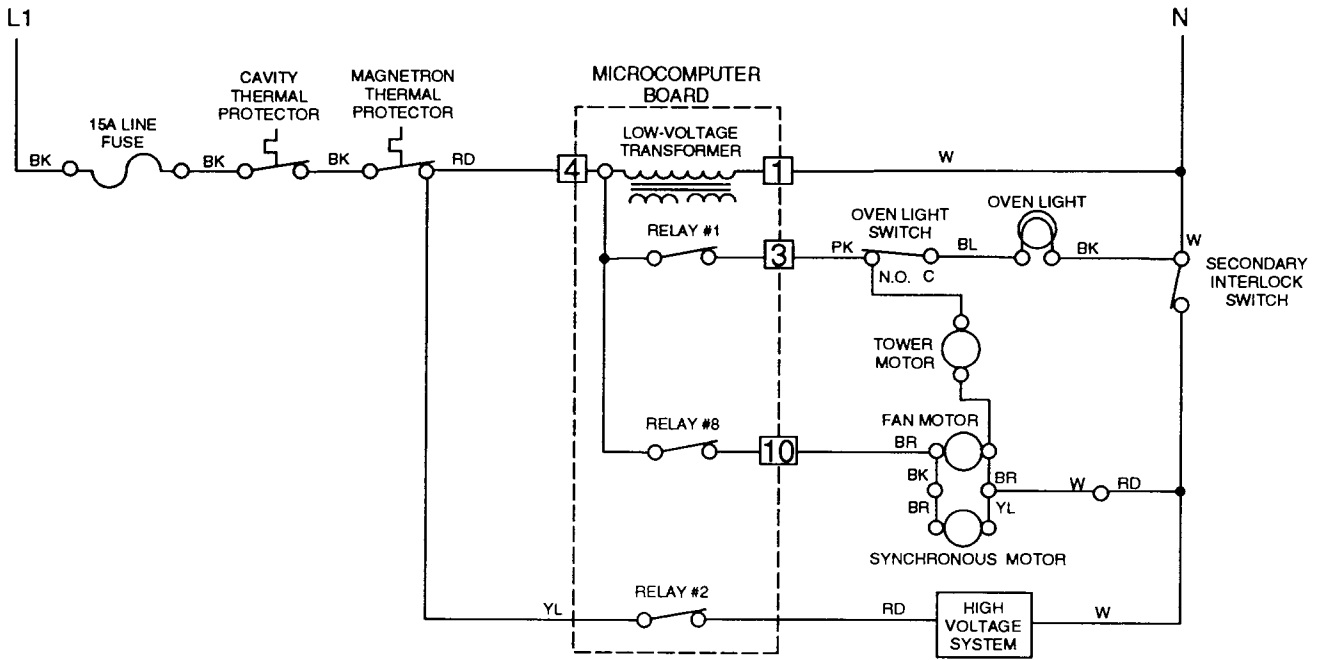 L1
N
CAVITY
THERMAL
PROTECTOR
MAGNETRON
THERMAL
PROTECTOR
MICROCOMPUTER
BOARD
15A LINE
FUSE
LOW-VOLTAGE
TRANSFORMER
BK
BK
BK
RD
4
1
W
RELAY #1
3
PK
OVEN LIGHT
SWITCH
N.O.
C
BL
OVEN LIGHT
BK
W
SECONDARY
INTERLOCK
SWITCH
TOWER
MOTOR
RELAY #8
10
BR
FAN MOTOR
BK
BR
BR
YL
W
RD
SYNCHRONOUS MOTOR
YL
RELAY #2
RD
HIGH
VOLTAGE
SYSTEM
W